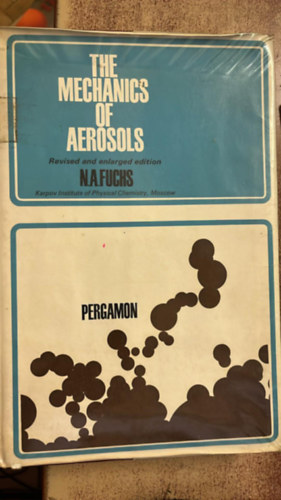 THE
MECHANICS
OF
AEROSOLS
Revised and enlarged edition
N.A.FUCHS
Karpov Institute of Physical Chemistry, Moscow
PERGAMON